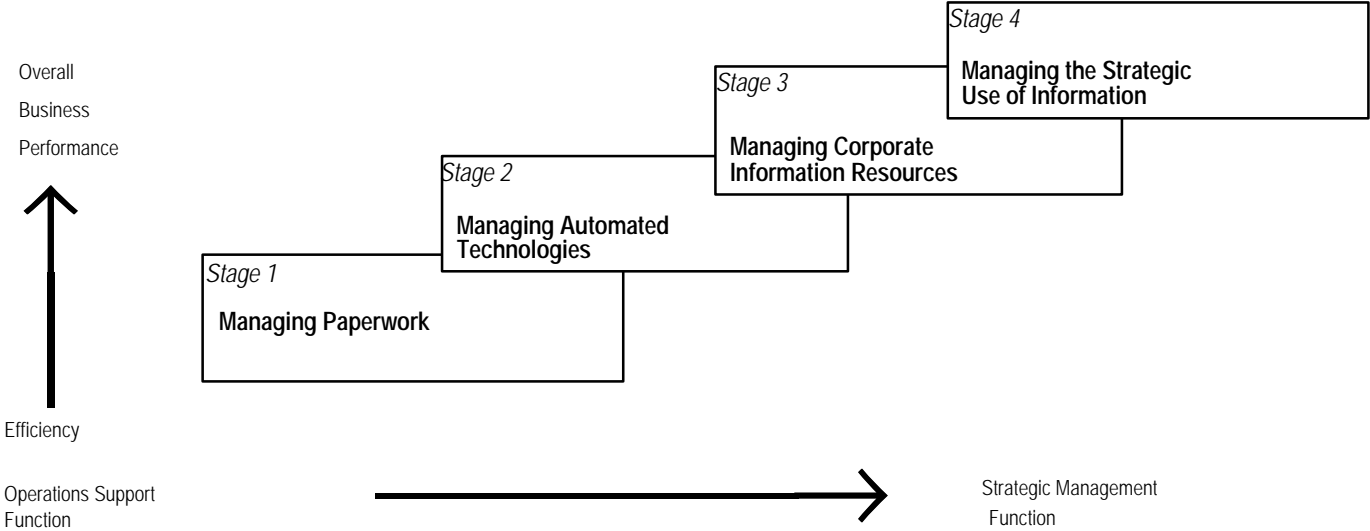 Stage 4
Managing the Strategic
Use of Information
Overall
Business
Performance
Stage 3
Managing Corporate
Information Resources
Stage 2
Managing Automated
Technologies
Stage 1
Managing Paperwork
Efficiency
Operations Support
Function
Strategic Management
Function